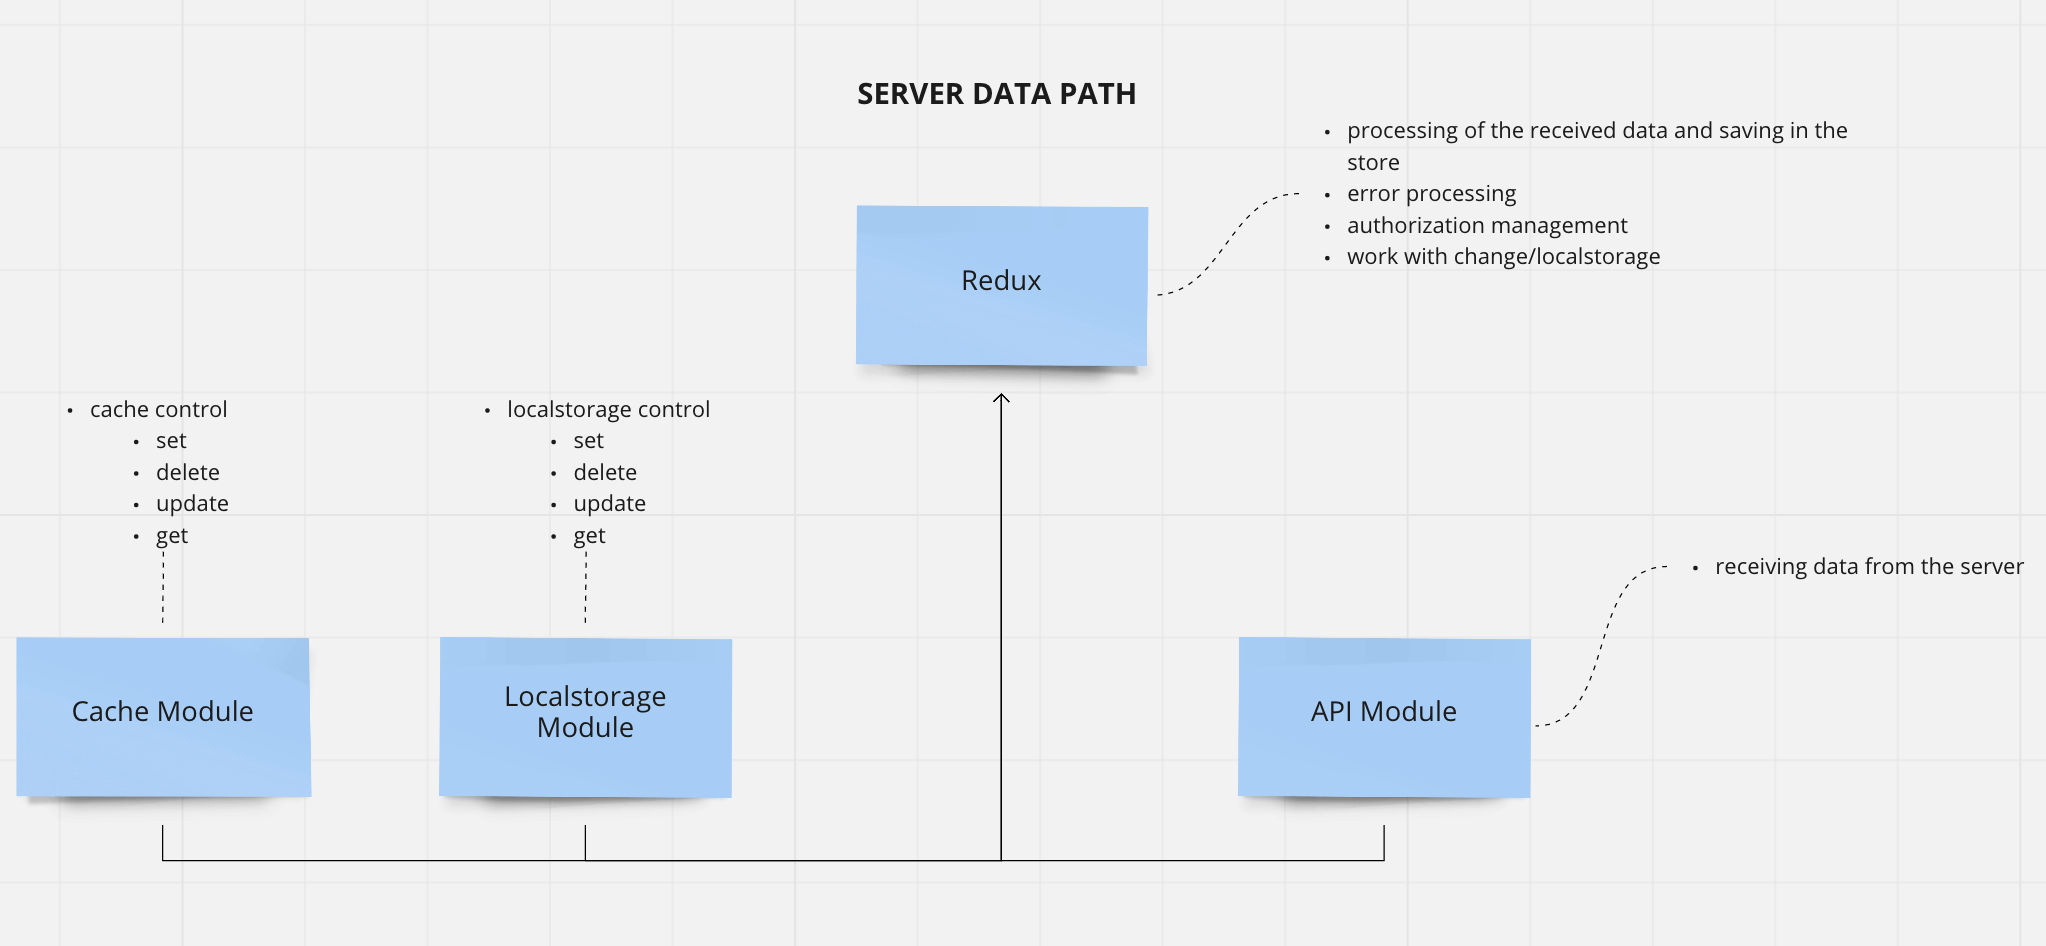 SERVER DATA PATH
• processing of the received data and saving in the
store
• error processing
• authorization management
• work with change/localstorage
Redux
• cache control
• set
• delete
• update
• get
• localstorage control
• set
• delete
• update
• get
• receiving data from the server
Cache Module
Localstorage
Module
API Module